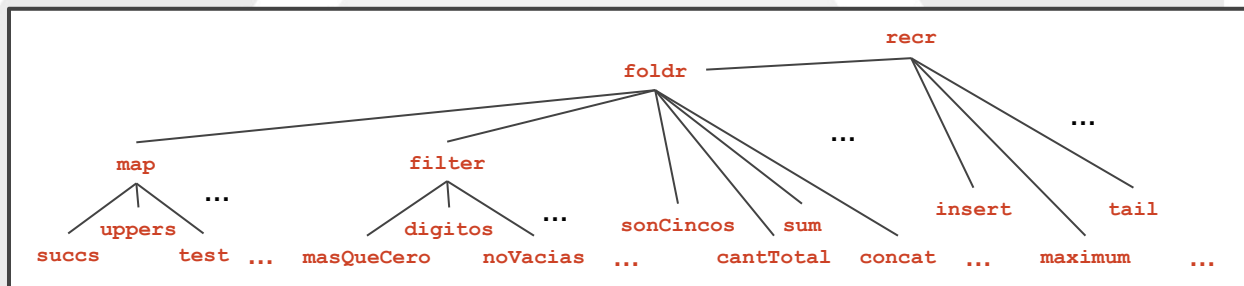 recr
foldr
...
...
map
filter
...
uppers
...
digitos
sonCincos
sum
insert
tail
succs
test
...
masQueCero
noVacias
...
cantTotal
concat
...
maximum
...